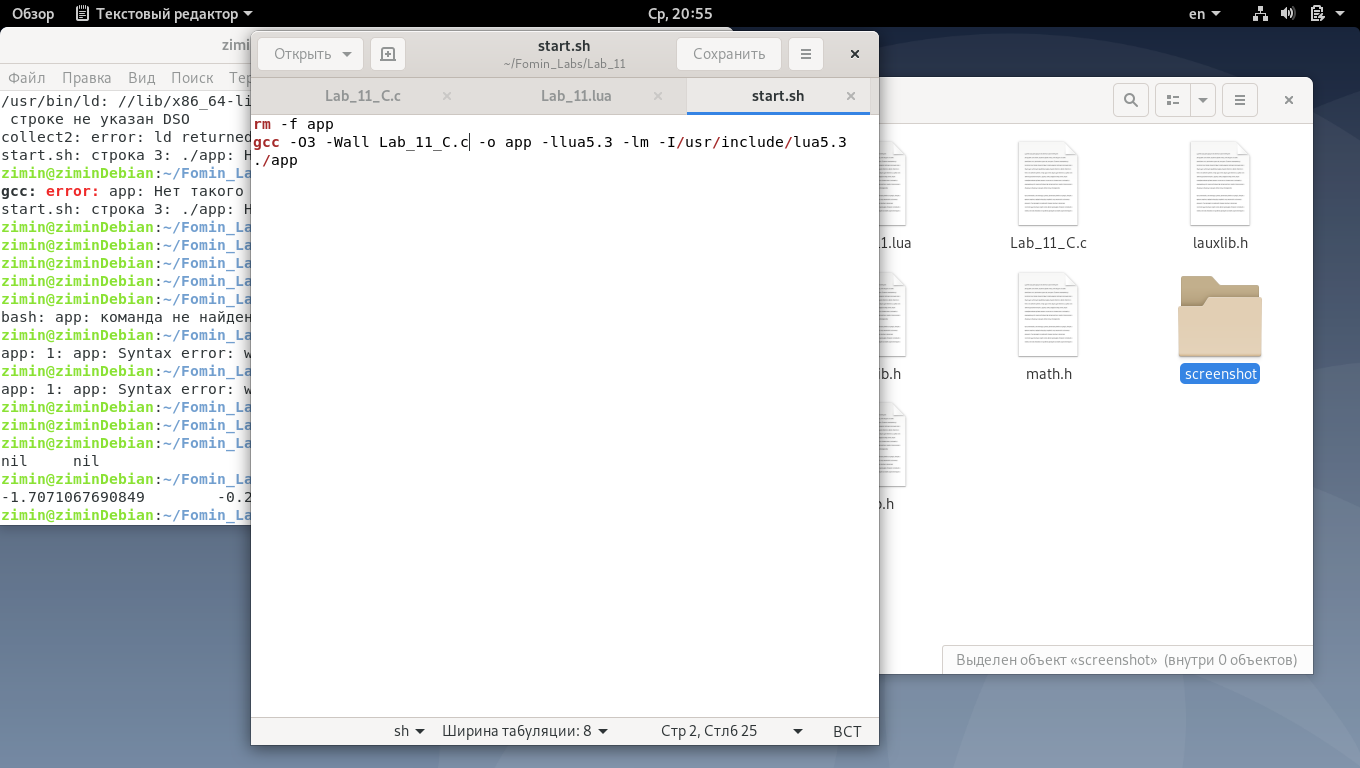 Обзор
Текстовый редактор
Ср, 20:55
en
zimi
Файл Правка Вид Поиск Тер
/usr/bin/ld: //lib/x86_64-li
строке не указан DSO
collect2: error: ld returned
start.sh: строка 3: ./app: Н
zimin@ziminDebian:~/Fomin_La
gcc: error: app: Нет такого
start.sh: строка 3: ./app: Н
zimin@ziminDebian:~/Fomin_La
zimin@ziminDebian:~/Fomin_La
zimin@ziminDebian:~/Fomin_La
zimin@ziminDebian:~/Fomin_La
zimin@ziminDebian:~/Fomin_La
bash: app: команда не найден
zimin@ziminDebian:~/Fomin_La
app: 1: app: Syntax error: w
zimin@ziminDebian:~/Fomin_La
app: 1: app: Syntax error: w
zimin@ziminDebian:~/Fomin_La
zimin@ziminDebian:~/Fomin_La
zimin@ziminDebian:~/Fomin_La
nil nil
zimin@ziminDebian:~/Fomin_La
-1.7071067690849 -0.2
zimin@ziminDebian:~/Fomin_La
Открыть
start.sh
~/Fomin_Labs/Lab_11
Сохранить
Lab_11_C.c
Lab_11.lua
start.sh
rm -f app
gcc -O3 -Wall Lab_11_C.c -o app -llua5.3 -lm -I/usr/include/lua5.3
./app
sh
Ширина табуляции: 8
Стр 2, Стлб 25
ВСТ
1.lua
Lab_11_C.c
lauxlib.h
ib.h
math.h
screenshot
o.h
Выделен объект «screenshot» (внутри 0 объектов)